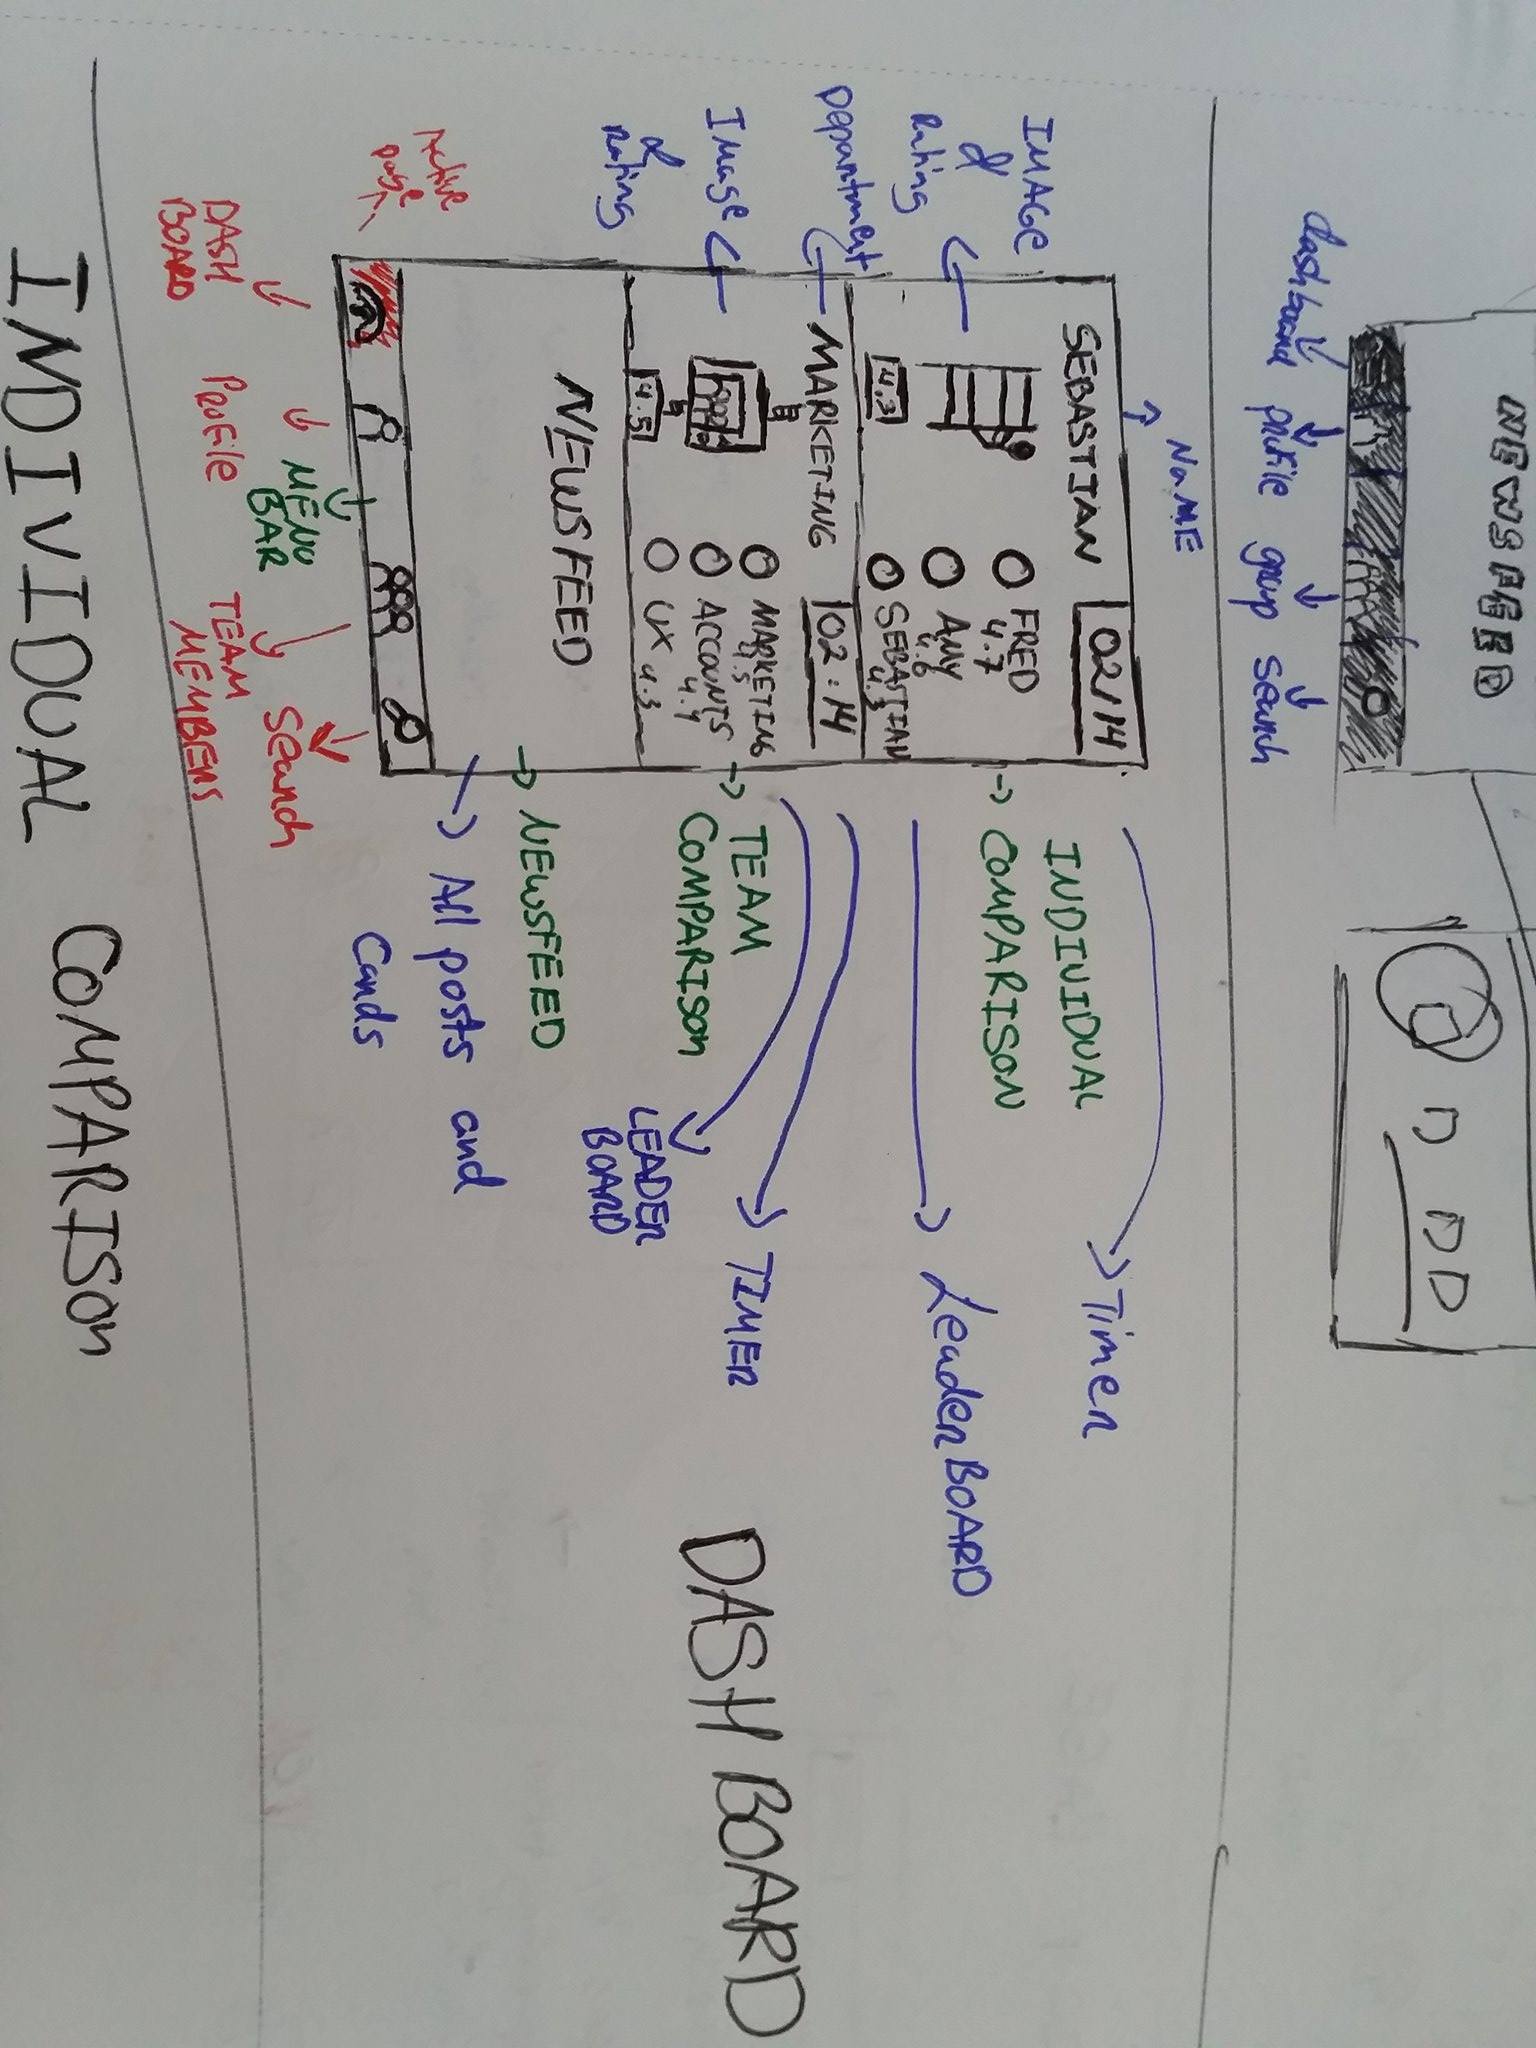 NEWSFEED
dashboard profile group search
D DD
NAME
SEBASTIAN
02/14
IMAGE
&
Rating
4.3
FRED
4.7
AMY
4.6
SEBASTIAN
4.3
Timer
INDIVIDUAL
COMPARISON
Leader BOARD
Department
MARKETING
02:14
Image
&
Rating
4.5
MARKETING
4.5
ACCOUNTS
4.4
UX 4.3
TEAM
COMPARISON
TIMER
LEADER
BOARD
NEWSFEED
NEWSFEED
All posts and
Cards
Active
page
DASH
BOARD
PROFILE
MENU
BAR
TEAM
MEMBERS
Search
DASH BOARD
INDIVIDUAL COMPARISON